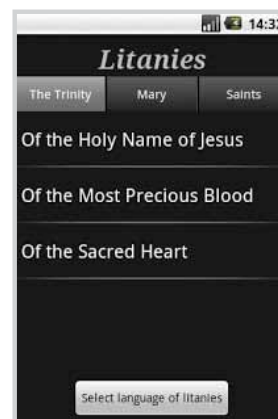 14:33
Litanies
The Trinity Mary Saints
Of the Holy Name of Jesus
Of the Most Precious Blood
Of the Sacred Heart
Select language of litanies